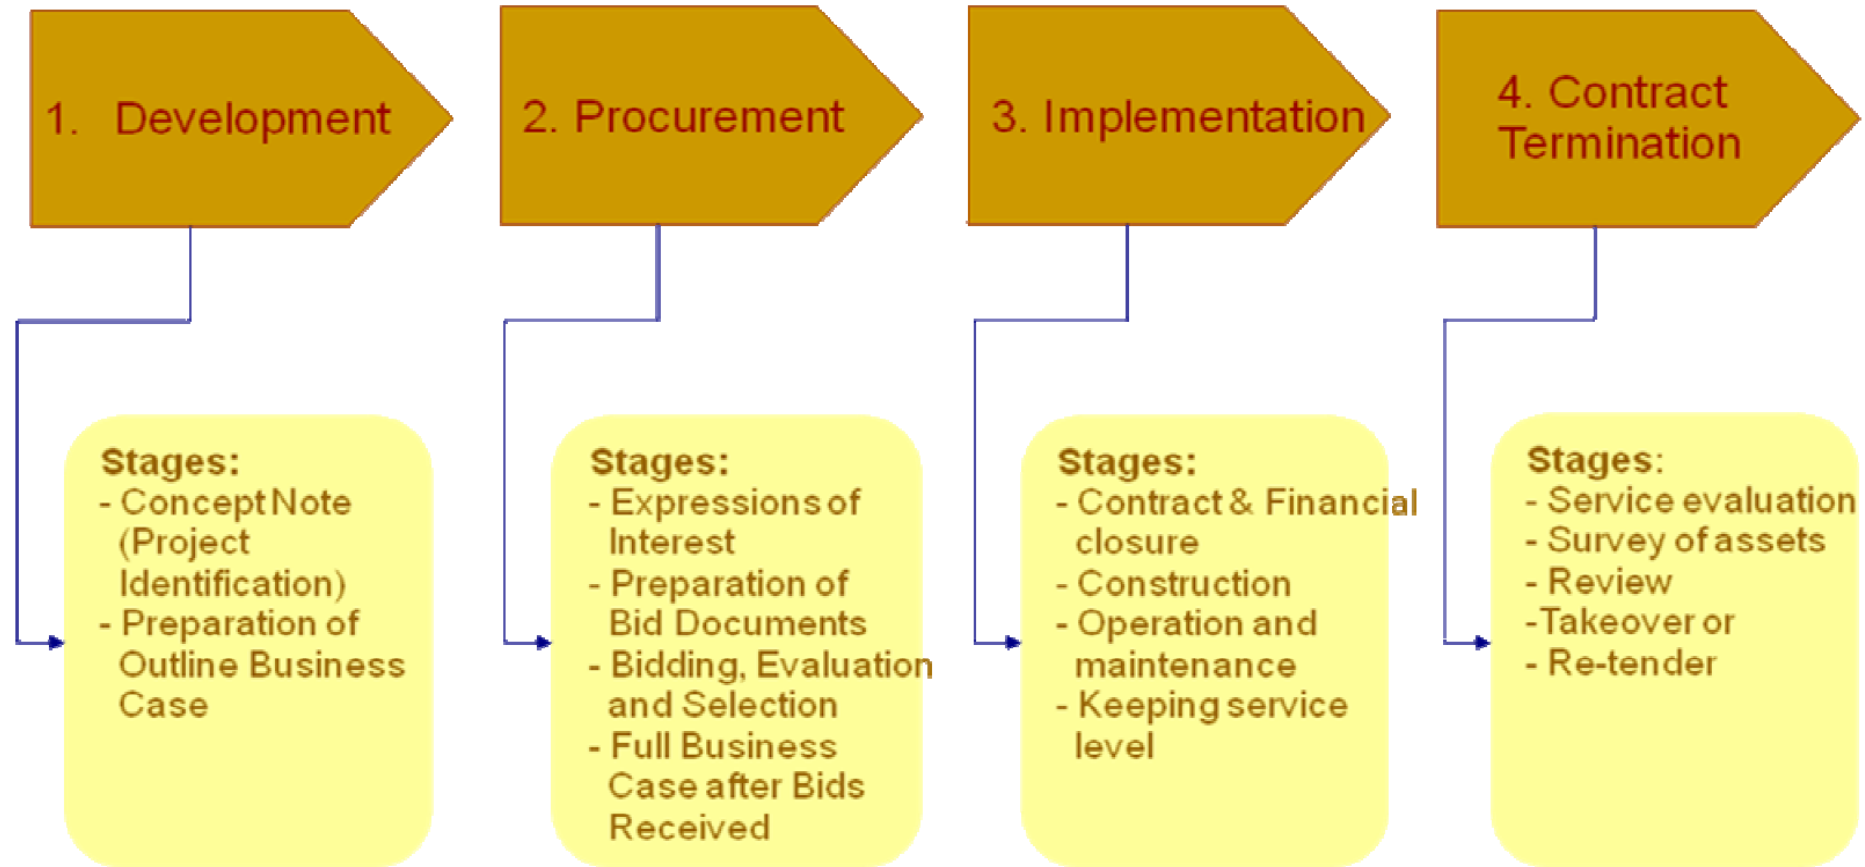 1. Development
2. Procurement
3. Implementation
4. Contract
Termination
Stages:
- Concept Note
(Project
Identification)
- Preparation of
Outline Business
Case
Stages:
- Expressions of
Interest
- Preparation of
Bid Documents
- Bidding, Evaluation
and Selection
- Full Business
Case after Bids
Received
Stages:
- Contract & Financial
closure
- Construction
- Operation and
maintenance
- Keeping service
level
Stages:
- Service evaluation
- Survey of assets
- Review
-Takeover or
- Re-tender